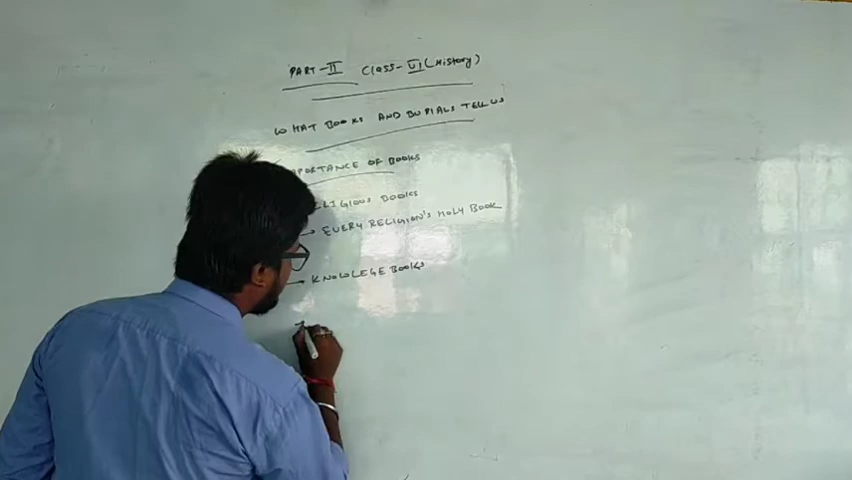 PART-II Class-VI (History)
WHAT BOOKS AND BURIALS TELL US
IMPORTANCE OF BOOKS
RELIGIOUS BOOKS
→ EVERY RELIGION'S HOLY BOOK
→ KNOWLEGE BOOKS